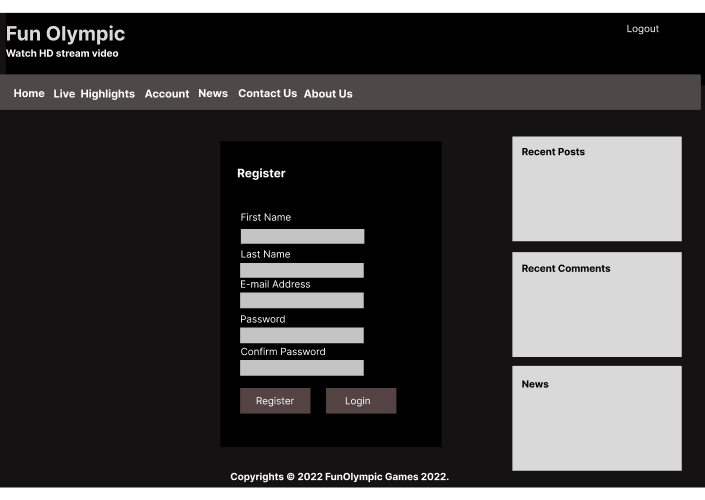 Fun Olympic
Logout
Watch HD stream video
Home Live Highlights Account News Contact Us About Us
Register
First Name
Last Name
E-mail Address
Password
Confirm Password
Register Login
Recent Posts
Recent Comments
News
Copyrights © 2022 FunOlympic Games 2022.